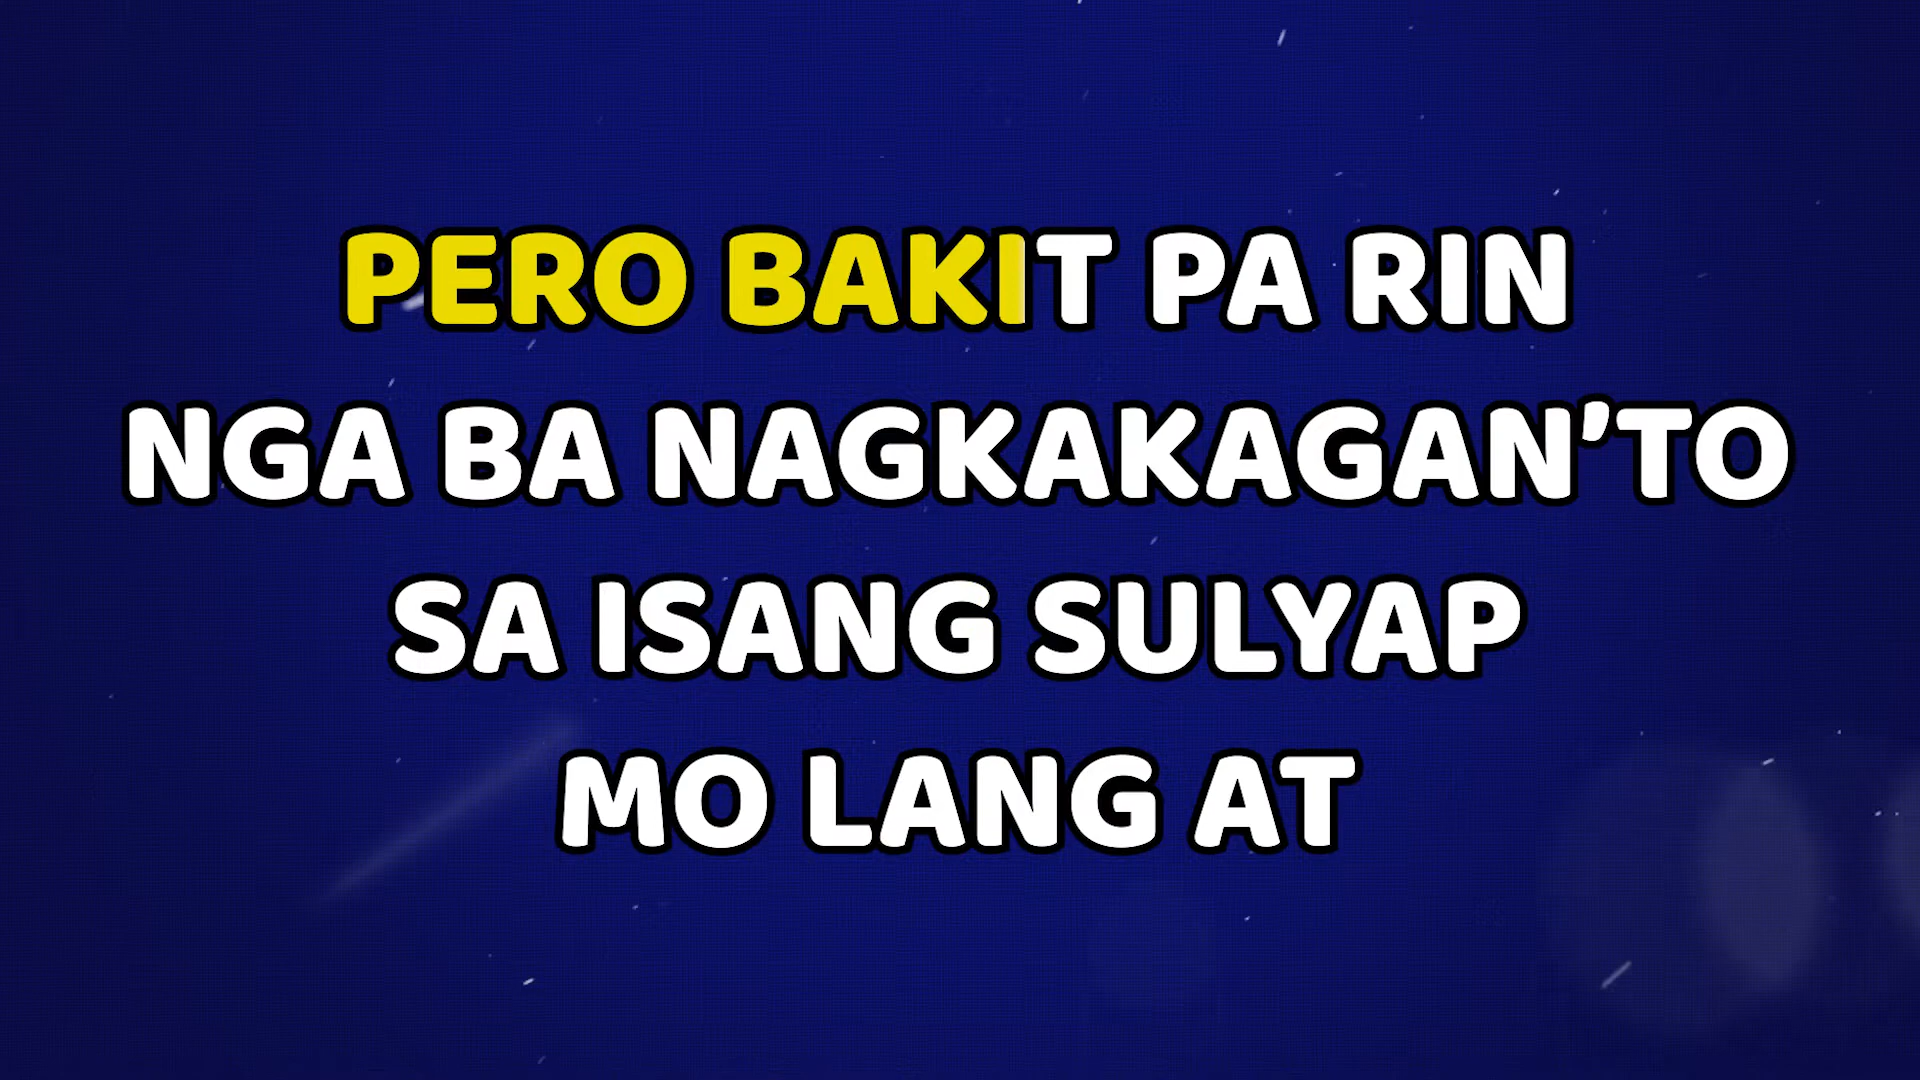 PERO BAKIT PA RIN
NGA BA NAGKAKAGAN’TO
SA ISANG SULYAP
MO LANG AT